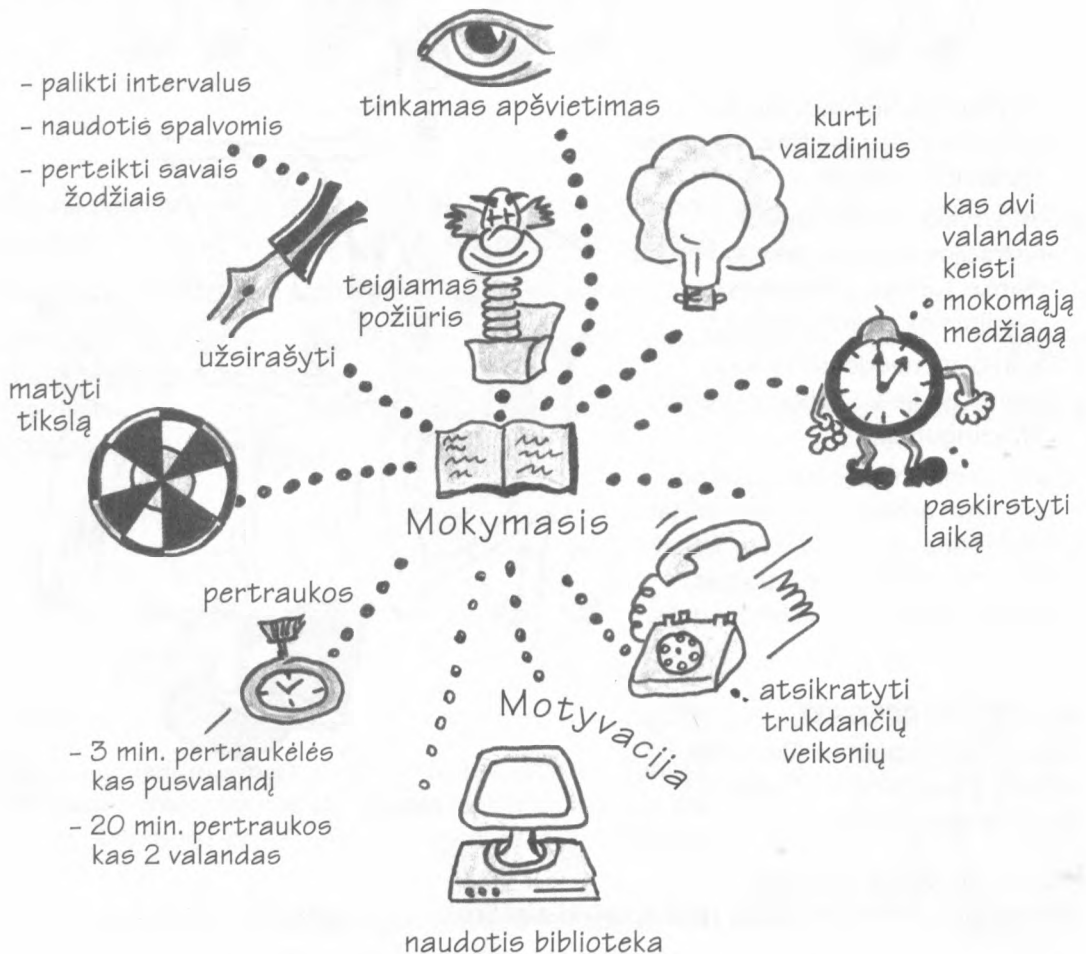 - palikti intervalus
- naudotis spalvomis
- perteikti savais
žodžiais
tinkamas apšvietimas
kurti
vaizdinius
kas dvi
valandas
keisti
mokomąją
medžiagą
teigiamas
požiūris
užsirašyti
matyti
tikslą
Mokymasis
paskirstyti
laiką
pertraukos
- 3 min. pertraukėlės
kas pusvalandį
- 20 min. pertraukos
kas 2 valandas
Motyvacija
atsikratyti
trukdančių
veiksnių
naudotis biblioteka